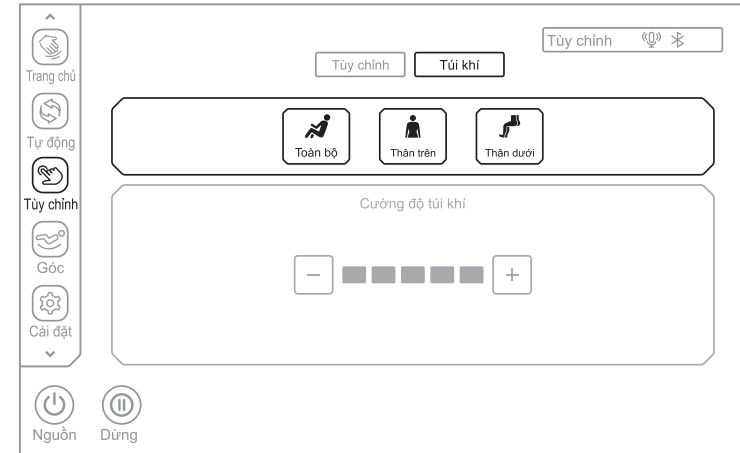 Tùy chỉnh
Tùy chỉnh
Túi khí
Trang chủ
Tự động
Tùy chỉnh
Góc
Cài đặt
Toàn bộ
Thân trên
Thân dưới
Cường độ túi khí
Nguồn
Dừng